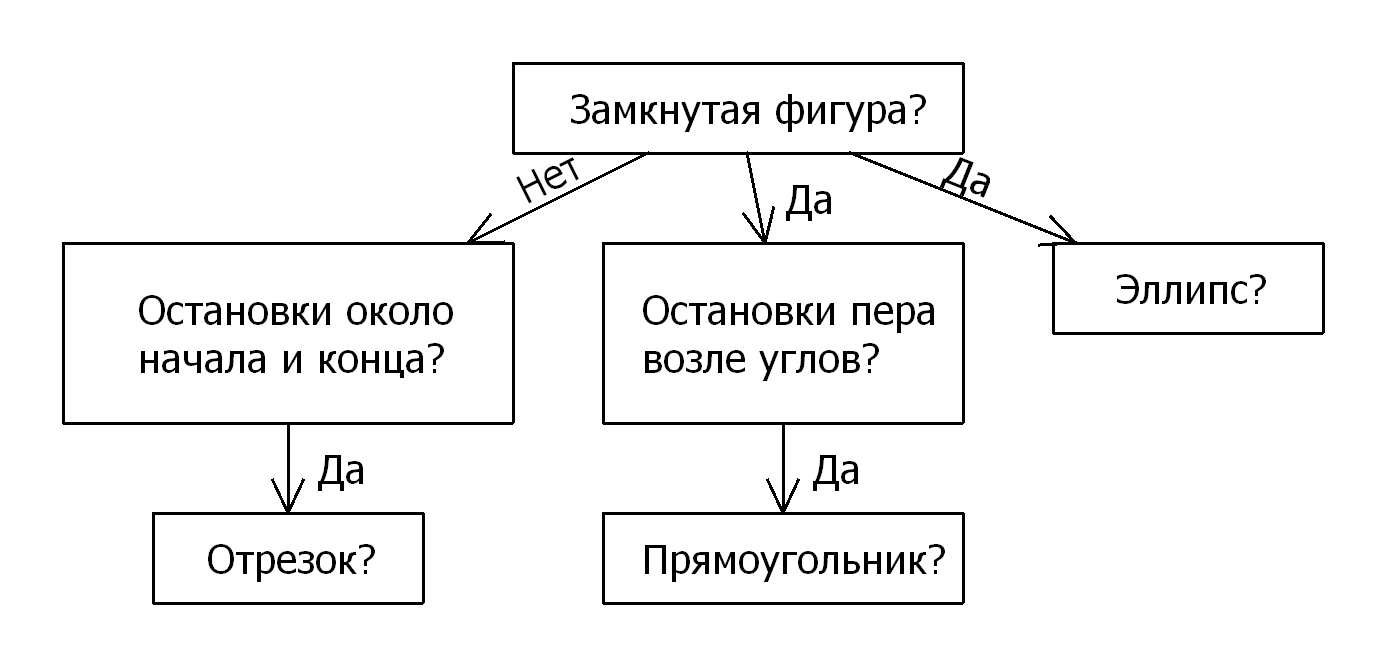 Замкнутая фигура?
Нет
Да
Да
Остановки около
начала и конца?
Остановки пера
возле углов?
Эллипс?
Да
Да
Отрезок?
Прямоугольник?